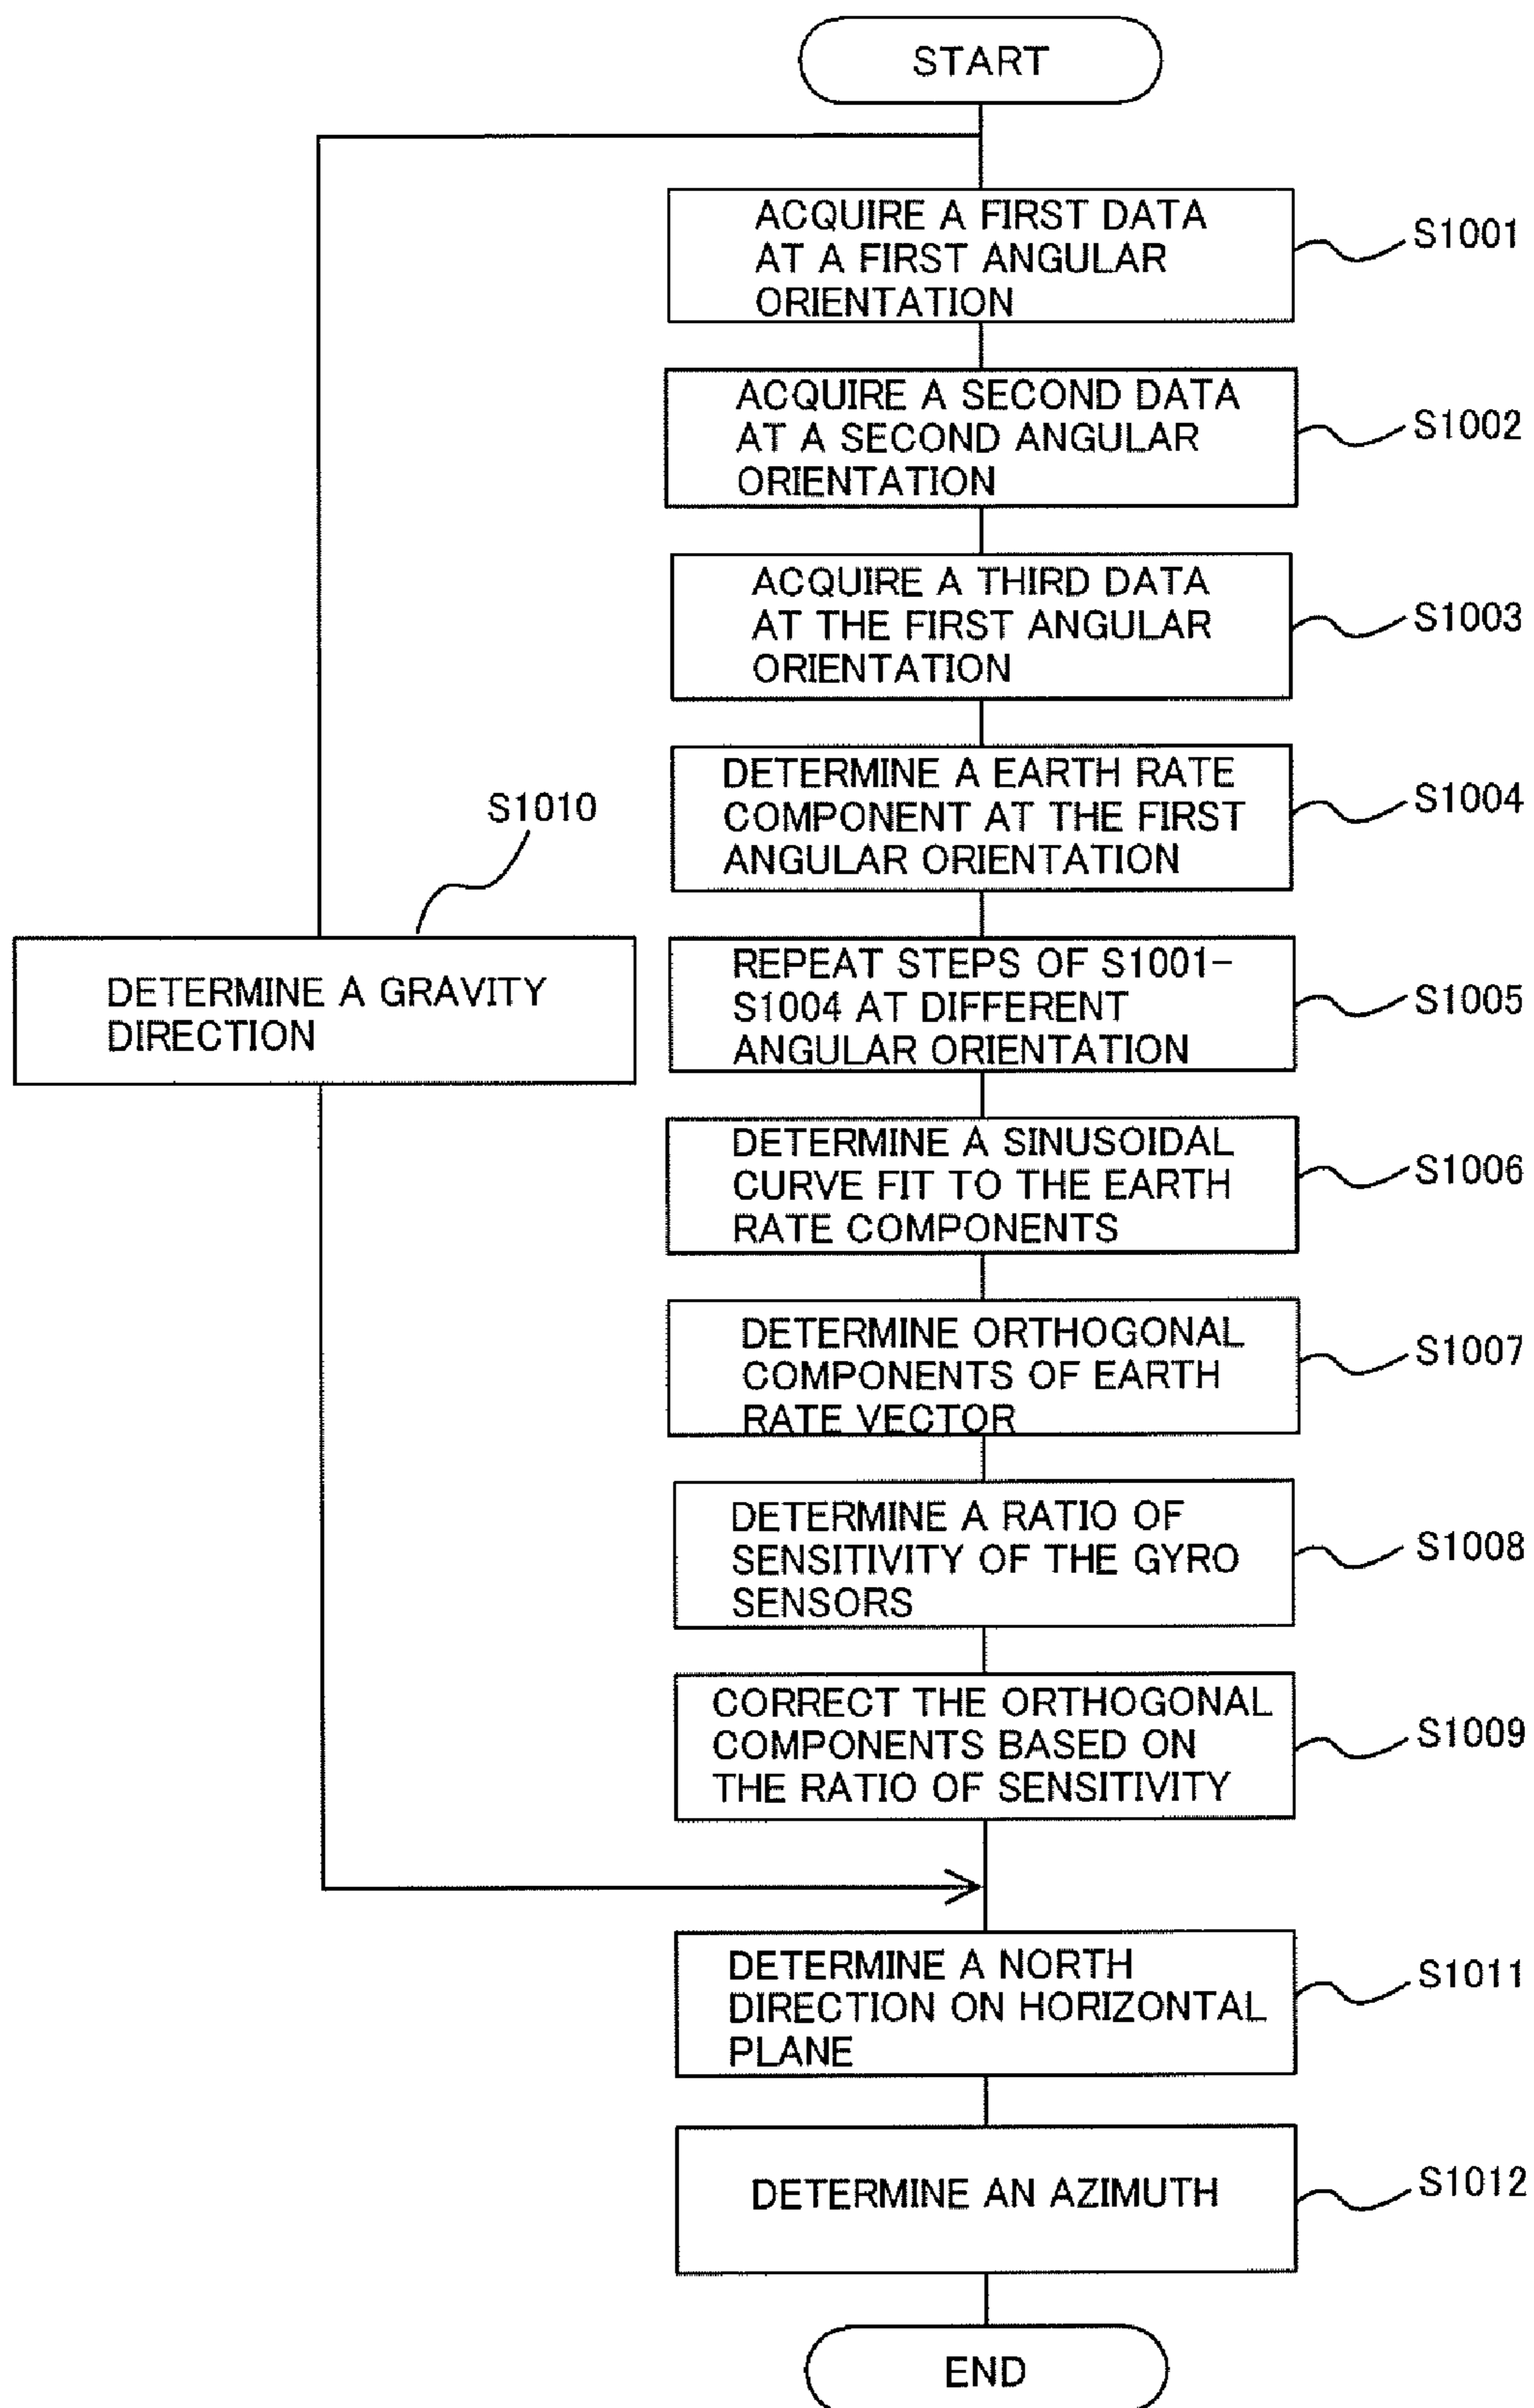 START
ACQUIRE A FIRST DATA
AT A FIRST ANGULAR
ORIENTATION
S1001
ACQUIRE A SECOND DATA
AT A SECOND ANGULAR
ORIENTATION
S1002
ACQUIRE A THIRD DATA
AT THE FIRST ANGULAR
ORIENTATION
S1003
DETERMINE A EARTH RATE
COMPONENT AT THE FIRST
ANGULAR ORIENTATION
S1004
S1010
DETERMINE A GRAVITY
DIRECTION
REPEAT STEPS OF S1001-
S1004 AT DIFFERENT
ANGULAR ORIENTATION
S1005
DETERMINE A SINUSOIDAL
CURVE FIT TO THE EARTH
RATE COMPONENTS
S1006
DETERMINE ORTHOGONAL
COMPONENTS OF EARTH
RATE VECTOR
S1007
DETERMINE A RATIO OF
SENSITIVITY OF THE GYRO
SENSORS
S1008
CORRECT THE ORTHOGONAL
COMPONENTS BASED ON
THE RATIO OF SENSITIVITY
S1009
DETERMINE A NORTH
DIRECTION ON HORIZONTAL
PLANE
S1011
DETERMINE AN AZIMUTH
S1012
END